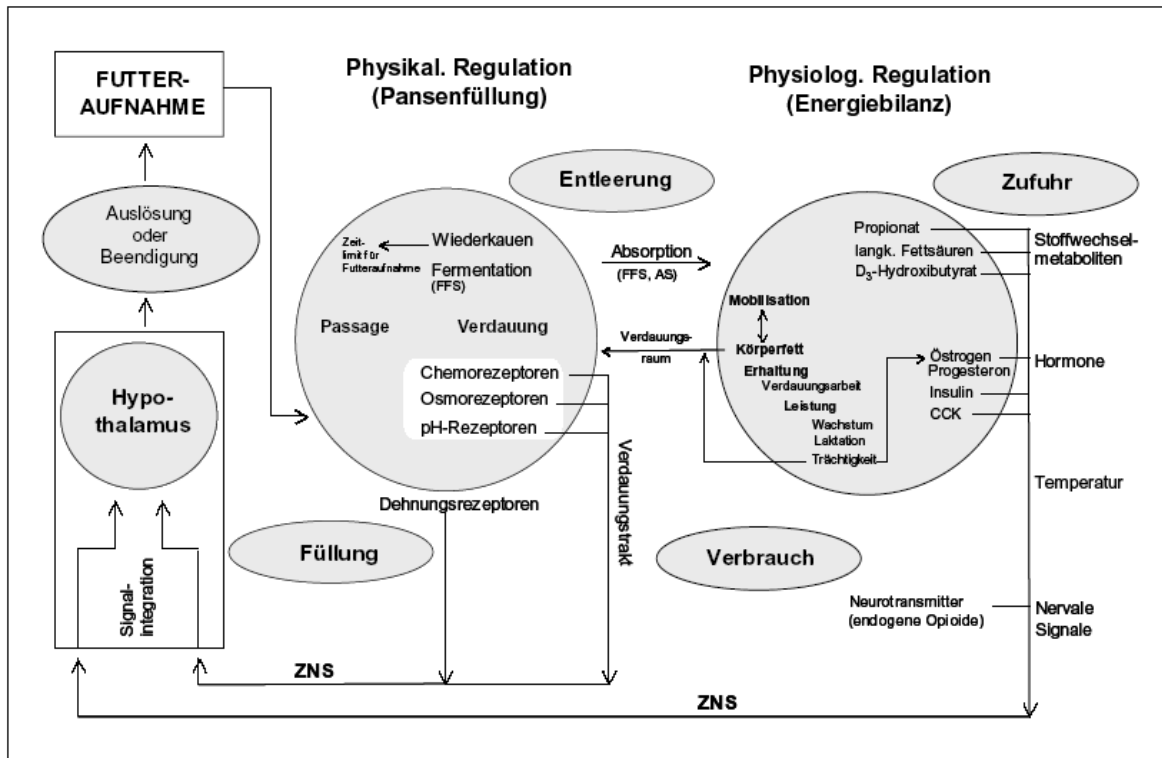 FUTTER-
AUFNAHME
Auslösung
oder
Beendigung
Hypo-
thalamus
Signal-
integration
Physikal. Regulation
(Pansenfüllung)
Entleerung
Zeit-
limit für
Futteraufnahme
Wiederkauen
Fermentation
(FFS)
Passage
Verdauung
Chemorezeptoren
Osmorezeptoren
pH-Rezeptoren
Dehnungsrezeptoren
Füllung
Verdauungstrakt
ZNS
Absorption
(FFS, AS)
Verdauungs-
raum
Physiolog. Regulation
(Energiebilanz)
Zufuhr
Propionat
langk. Fettsäuren
D3-Hydroxibutyrat
Stoffwechsel-
metaboliten
Mobilisation
Körperfett
Erhaltung
Verdauungsarbeit
Leistung
Wachstum
Laktation
Trächtigkeit
Östrogen
Progesteron
Insulin
CCK
Hormone
Temperatur
Verbrauch
Neurotransmitter
(endogene Opioide)
Nervale
Signale
ZNS